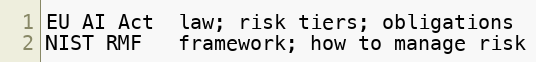 1 EU AI Act  law; risk tiers; obligations
2 NIST RMF   framework; how to manage risk